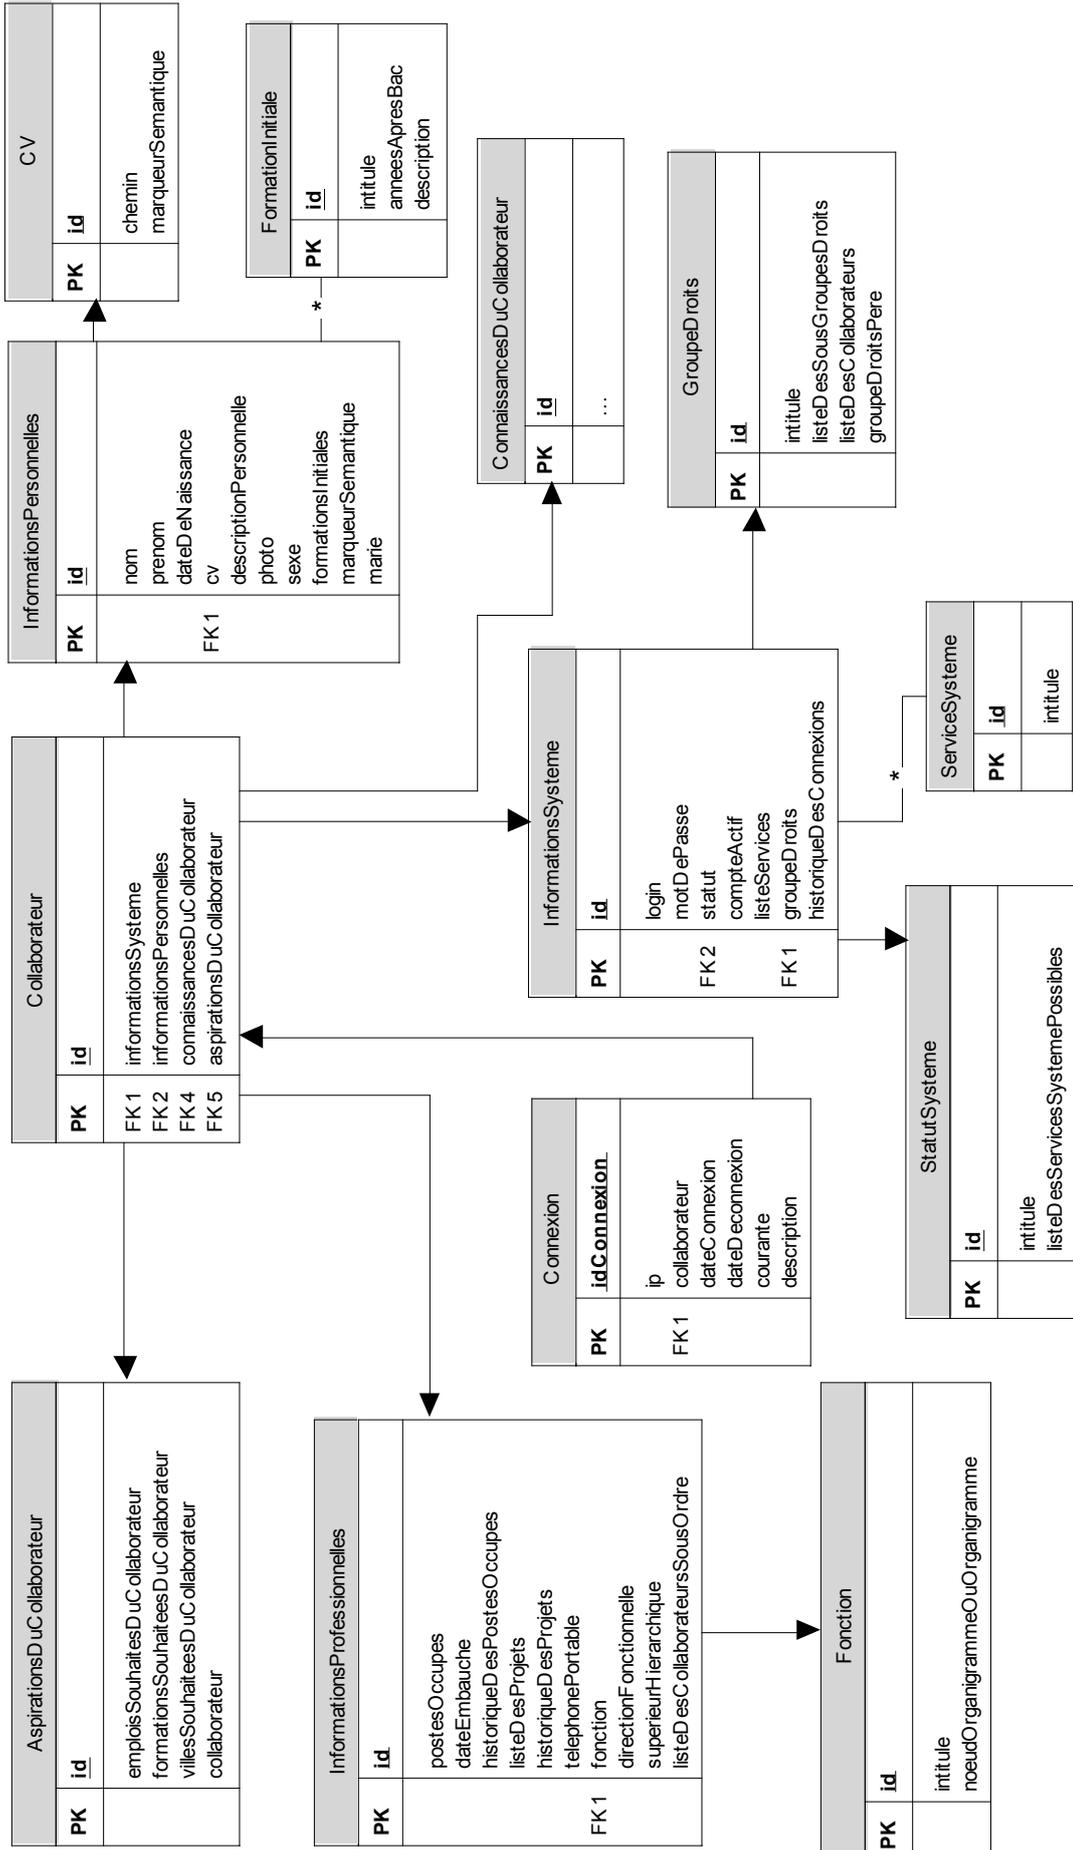 AspirationsDuCollaborateur
PK id
emploisSouhaitesDuCollaborateur
formationsSouhaiteesDuCollaborateur
villesSouhaiteesDuCollaborateur
collaborateur
Collaborateur
PK id
FK1 informationsSysteme
FK2 informationsPersonnelles
FK4 connaissancesDuCollaborateur
FK5 aspirationsDuCollaborateur
InformationsPersonnelles
PK id
nom
prenom
dateDeNaissance
FK1 cv
descriptionPersonnelle
photo
sexe
formationsInitiales
marqueurSemantique
marie
CV
PK id
chemin
marqueurSemantique
*
FormationInitiale
PK id
intitule
anneesApresBac
description
InformationsProfessionnelles
PK id
postesOccupes
dateEmbauche
historiqueDesPostesOccupes
listeDesProjets
historiqueDesProjets
telephonePortable
FK1 fonction
directionFonctionnelle
superieurHierarchique
listeDesCollaborateursSousOrdre
Connexion
PK idConnexion
ip
FK1 collaborateur
dateConnexion
dateDeconnexion
courante
description
InformationsSysteme
PK id
login
motDePasse
FK2 statut
compteActif
listeServices
FK1 groupeDroits
historiqueDesConnexions
ConnaissancesDuCollaborateur
PK id
...
GroupeDroits
PK id
intitule
listeDesSousGroupesDroits
listeDesCollaborateurs
groupeDroitsPere
Fonction
PK id
intitule
noeudOrganigrammeOuOrganigramme
StatutSysteme
PK id
intitule
listeDesServicesSystemePossibles
*
ServiceSysteme
PK id
intitule